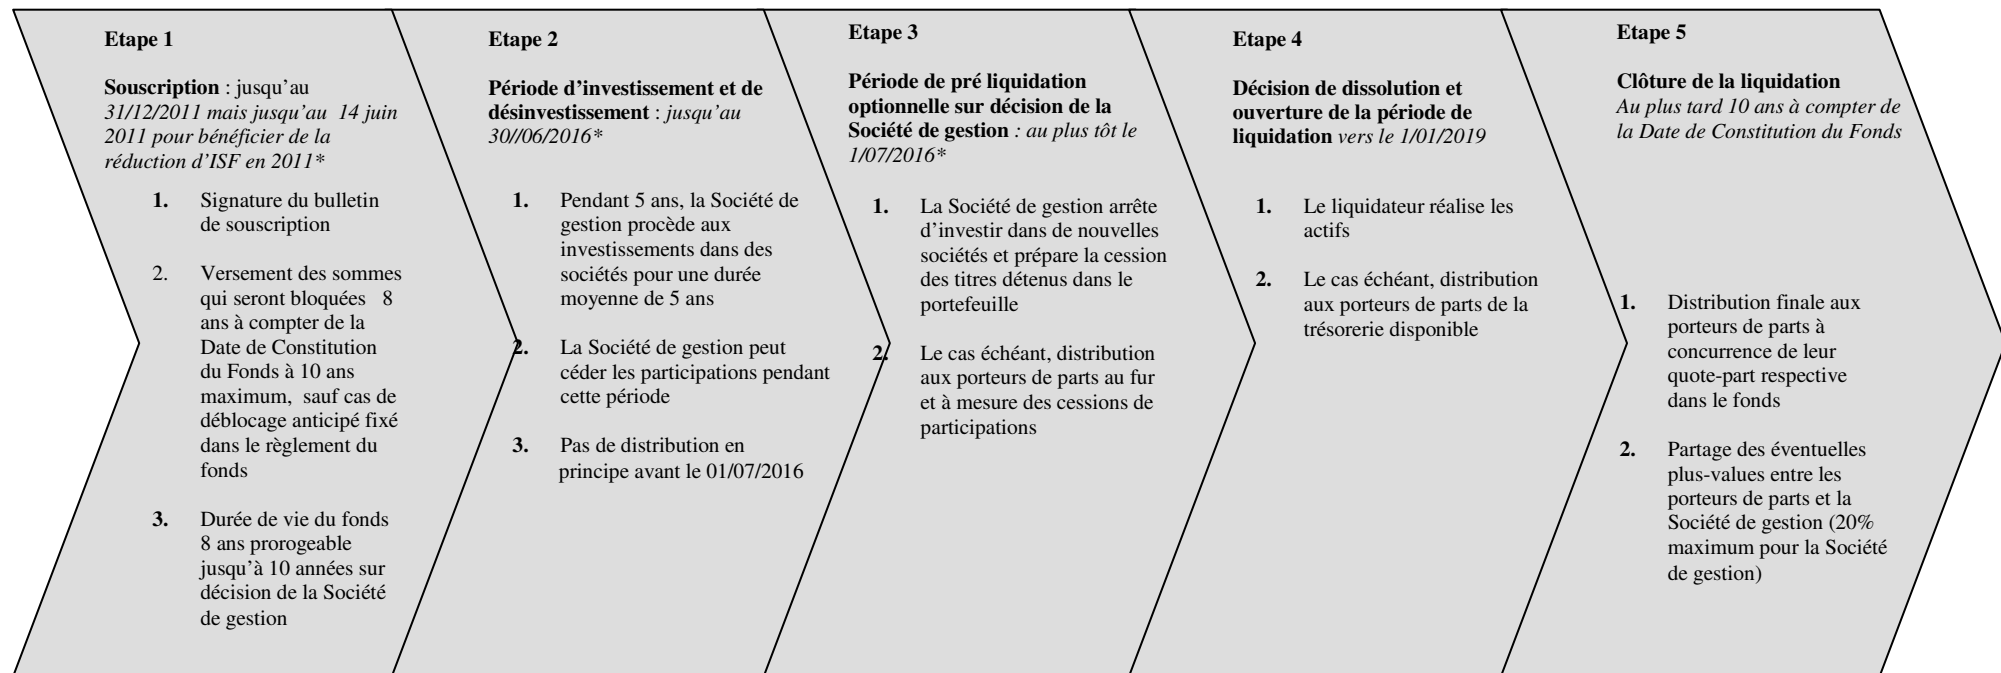 Etape 1
Souscription : jusqu’au
31/12/2011 mais jusqu’au 14 juin
2011 pour bénéficier de la
réduction d’ISF en 2011*
1. Signature du bulletin
de souscription
2. Versement des sommes
qui seront bloquées 8
ans à compter de la
Date de Constitution
du Fonds à 10 ans
maximum, sauf cas de
déblocage anticipé fixé
dans le règlement du
fonds
3. Durée de vie du fonds
8 ans prorogeable
jusqu’à 10 années sur
décision de la Société
de gestion
Etape 2
Période d’investissement et de
désinvestissement : jusqu’au
30//06/2016*
1. Pendant 5 ans, la Société de
gestion procède aux
investissements dans des
sociétés pour une durée
moyenne de 5 ans
2. La Société de gestion peut
céder les participations pendant
cette période
3. Pas de distribution en
principe avant le 01/07/2016
Etape 3
Période de pré liquidation
optionnelle sur décision de la
Société de gestion : au plus tôt le
1/07/2016*
1. La Société de gestion arrête
d’investir dans de nouvelles
sociétés et prépare la cession
des titres détenus dans le
portefeuille
2. Le cas échéant, distribution
aux porteurs de parts au fur
et à mesure des cessions de
participations
Etape 4
Décision de dissolution et
ouverture de la période de
liquidation vers le 1/01/2019
1. Le liquidateur réalise les
actifs
2. Le cas échéant, distribution
aux porteurs de parts de la
trésorerie disponible
Etape 5
Clôture de la liquidation
Au plus tard 10 ans à compter de
la Date de Constitution du Fonds
1. Distribution finale aux
porteurs de parts à
concurrence de leur
quote-part respective
dans le fonds
2. Partage des éventuelles
plus-values entre les
porteurs de parts et la
Société de gestion (20%
maximum pour la Société
de gestion)